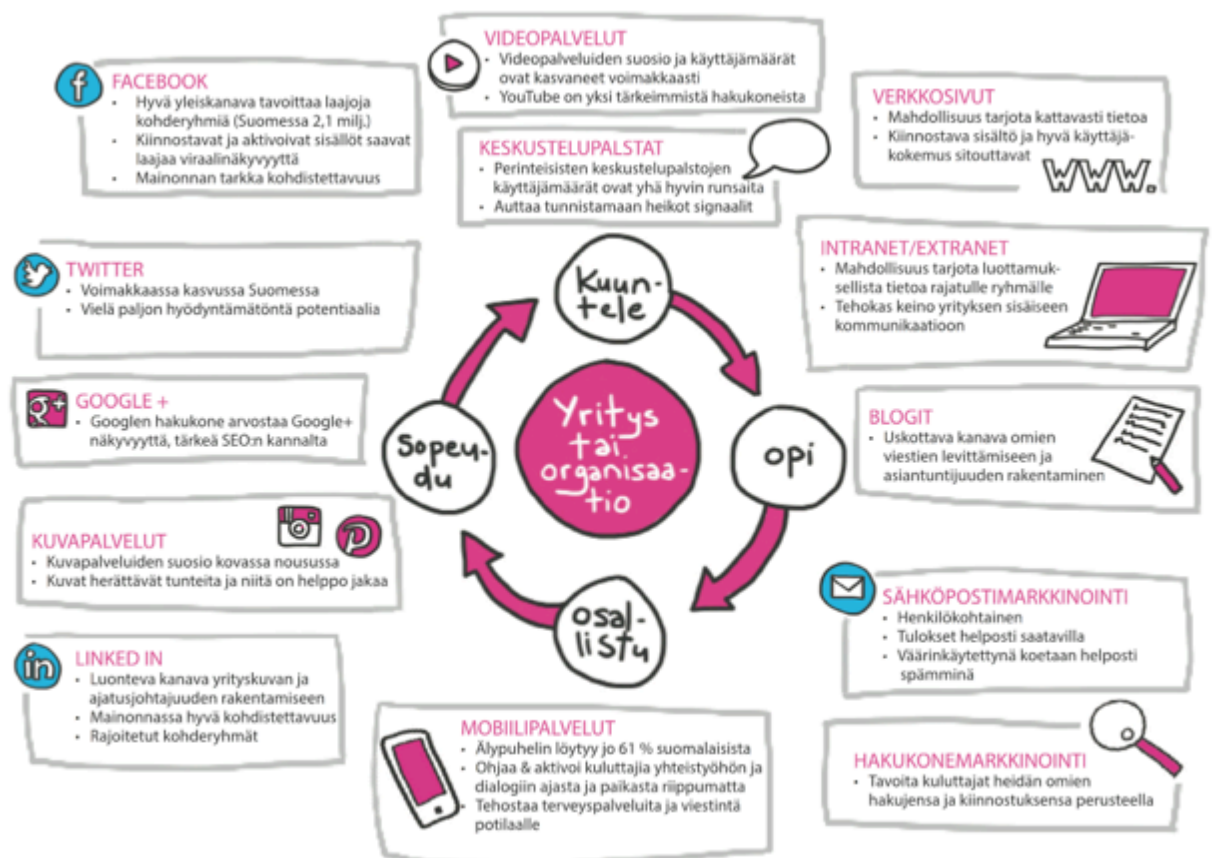 FACEBOOK
• Hyvä yleiskanava tavoittaa laajoja
kohderyhmiä (Suomessa 2,1 milj.)
• Kiinnostavat ja aktivoivat sisällöt saavat
laajaa viraalinäkyvyyttä
• Mainonnan tarkka kohdistettavuus
VIDEOPALVELUT
• Videopalveluiden suosio ja käyttäjämäärät
ovat kasvaneet voimakkaasti
• YouTube on yksi tärkeimmistä hakukoneista
KESKUSTELUPALSTAT
• Perinteisten keskustelupalstojen
käyttäjämäärät ovat yhä hyvin runsaita
• Auttaa tunnistamaan heikot signaalit
VERKKOSIVUT
• Mahdollisuus tarjota kattavasti tietoa
• Kiinnostava sisältö ja hyvä käyttäjä-
kokemus sitouttavat
WWW.
TWITTER
• Voimakkaassa kasvussa Suomessa
• Vielä paljon hyödyntämätöntä potentiaalia
INTRANET/EXTRANET
• Mahdollisuus tarjota luottamuk-
sellista tietoa rajatulle ryhmälle
• Tehokas keino yrityksen sisäiseen
kommunikaatioon
GOOGLE +
• Googlen hakukone arvostaa Google+
näkyvyyttä, tärkeä SEO:n kannalta
BLOGIT
• Uskottava kanava omien
viestien levittämiseen ja
asiantuntijuuden rakentaminen
Kuun-
tele
opi
osal-
listu
Sopeu-
du
Yritys
tai
organisaa-
tio
KUVAPALVELUT
• Kuvapalveluiden suosio kovassa nousussa
• Kuvat herättävät tunteita ja niitä on helppo jakaa
SÄHKÖPOSTIMARKKINOINTI
• Henkilökohtainen
• Tulokset helposti saatavilla
• Väärinkäytettynä koetaan helposti
spämminä
in
LINKED IN
• Luonteva kanava yrityskuvan ja
ajatusjohtajuuden rakentamiseen
• Mainonnassa hyvä kohdistettavuus
• Rajoitetut kohderyhmät
MOBIILIPALVELUT
• Älypuhelin löytyy jo 61 % suomalaisista
• Ohjaa & aktivoi kuluttajia yhteistyöhön ja
dialogiin ajasta ja paikasta riippumatta
• Tehostaa terveyspalveluita ja viestintä
potilaalle
HAKUKONEMARKKINOINTI
• Tavoita kuluttajat heidän omien
hakujensa ja kiinnostuksensa perusteella